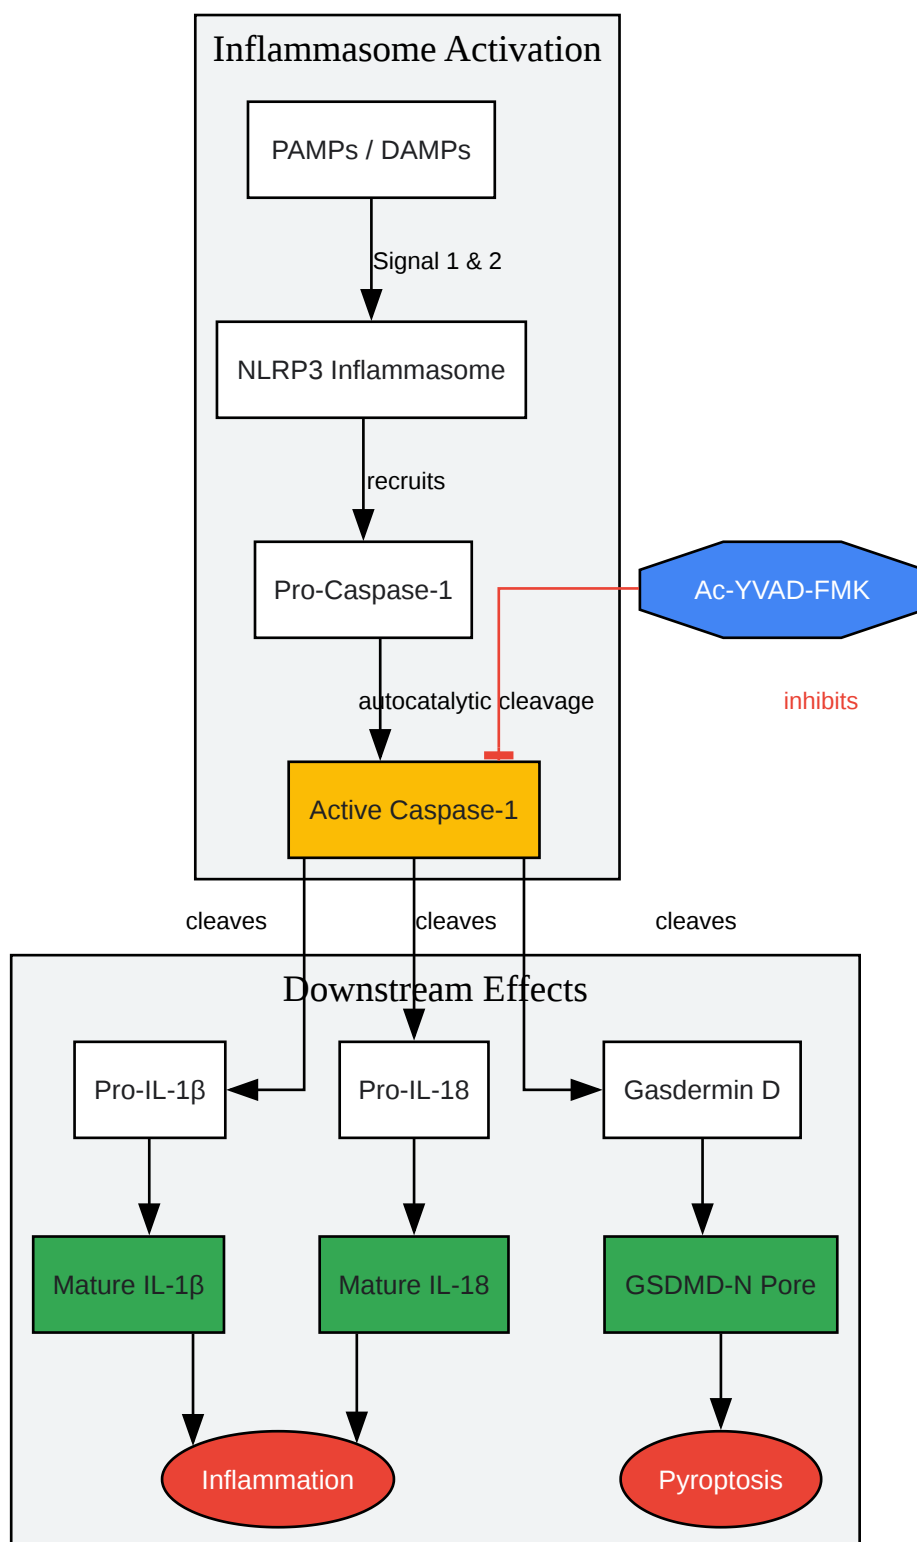 Inflammasome Activation
PAMPs / DAMPs
Signal 1 & 2
NLRP3 Inflammasome
recruits
Pro-Caspase-1
Ac-YVAD-FMK
autocatalytic cleavage
inhibits
Active Caspase-1
cleaves
cleaves
cleaves
Downstream Effects
Pro-IL-1β
Pro-IL-18
Gasdermin D
Mature IL-1β
Mature IL-18
GSDMD-N Pore
Inflammation
Pyroptosis